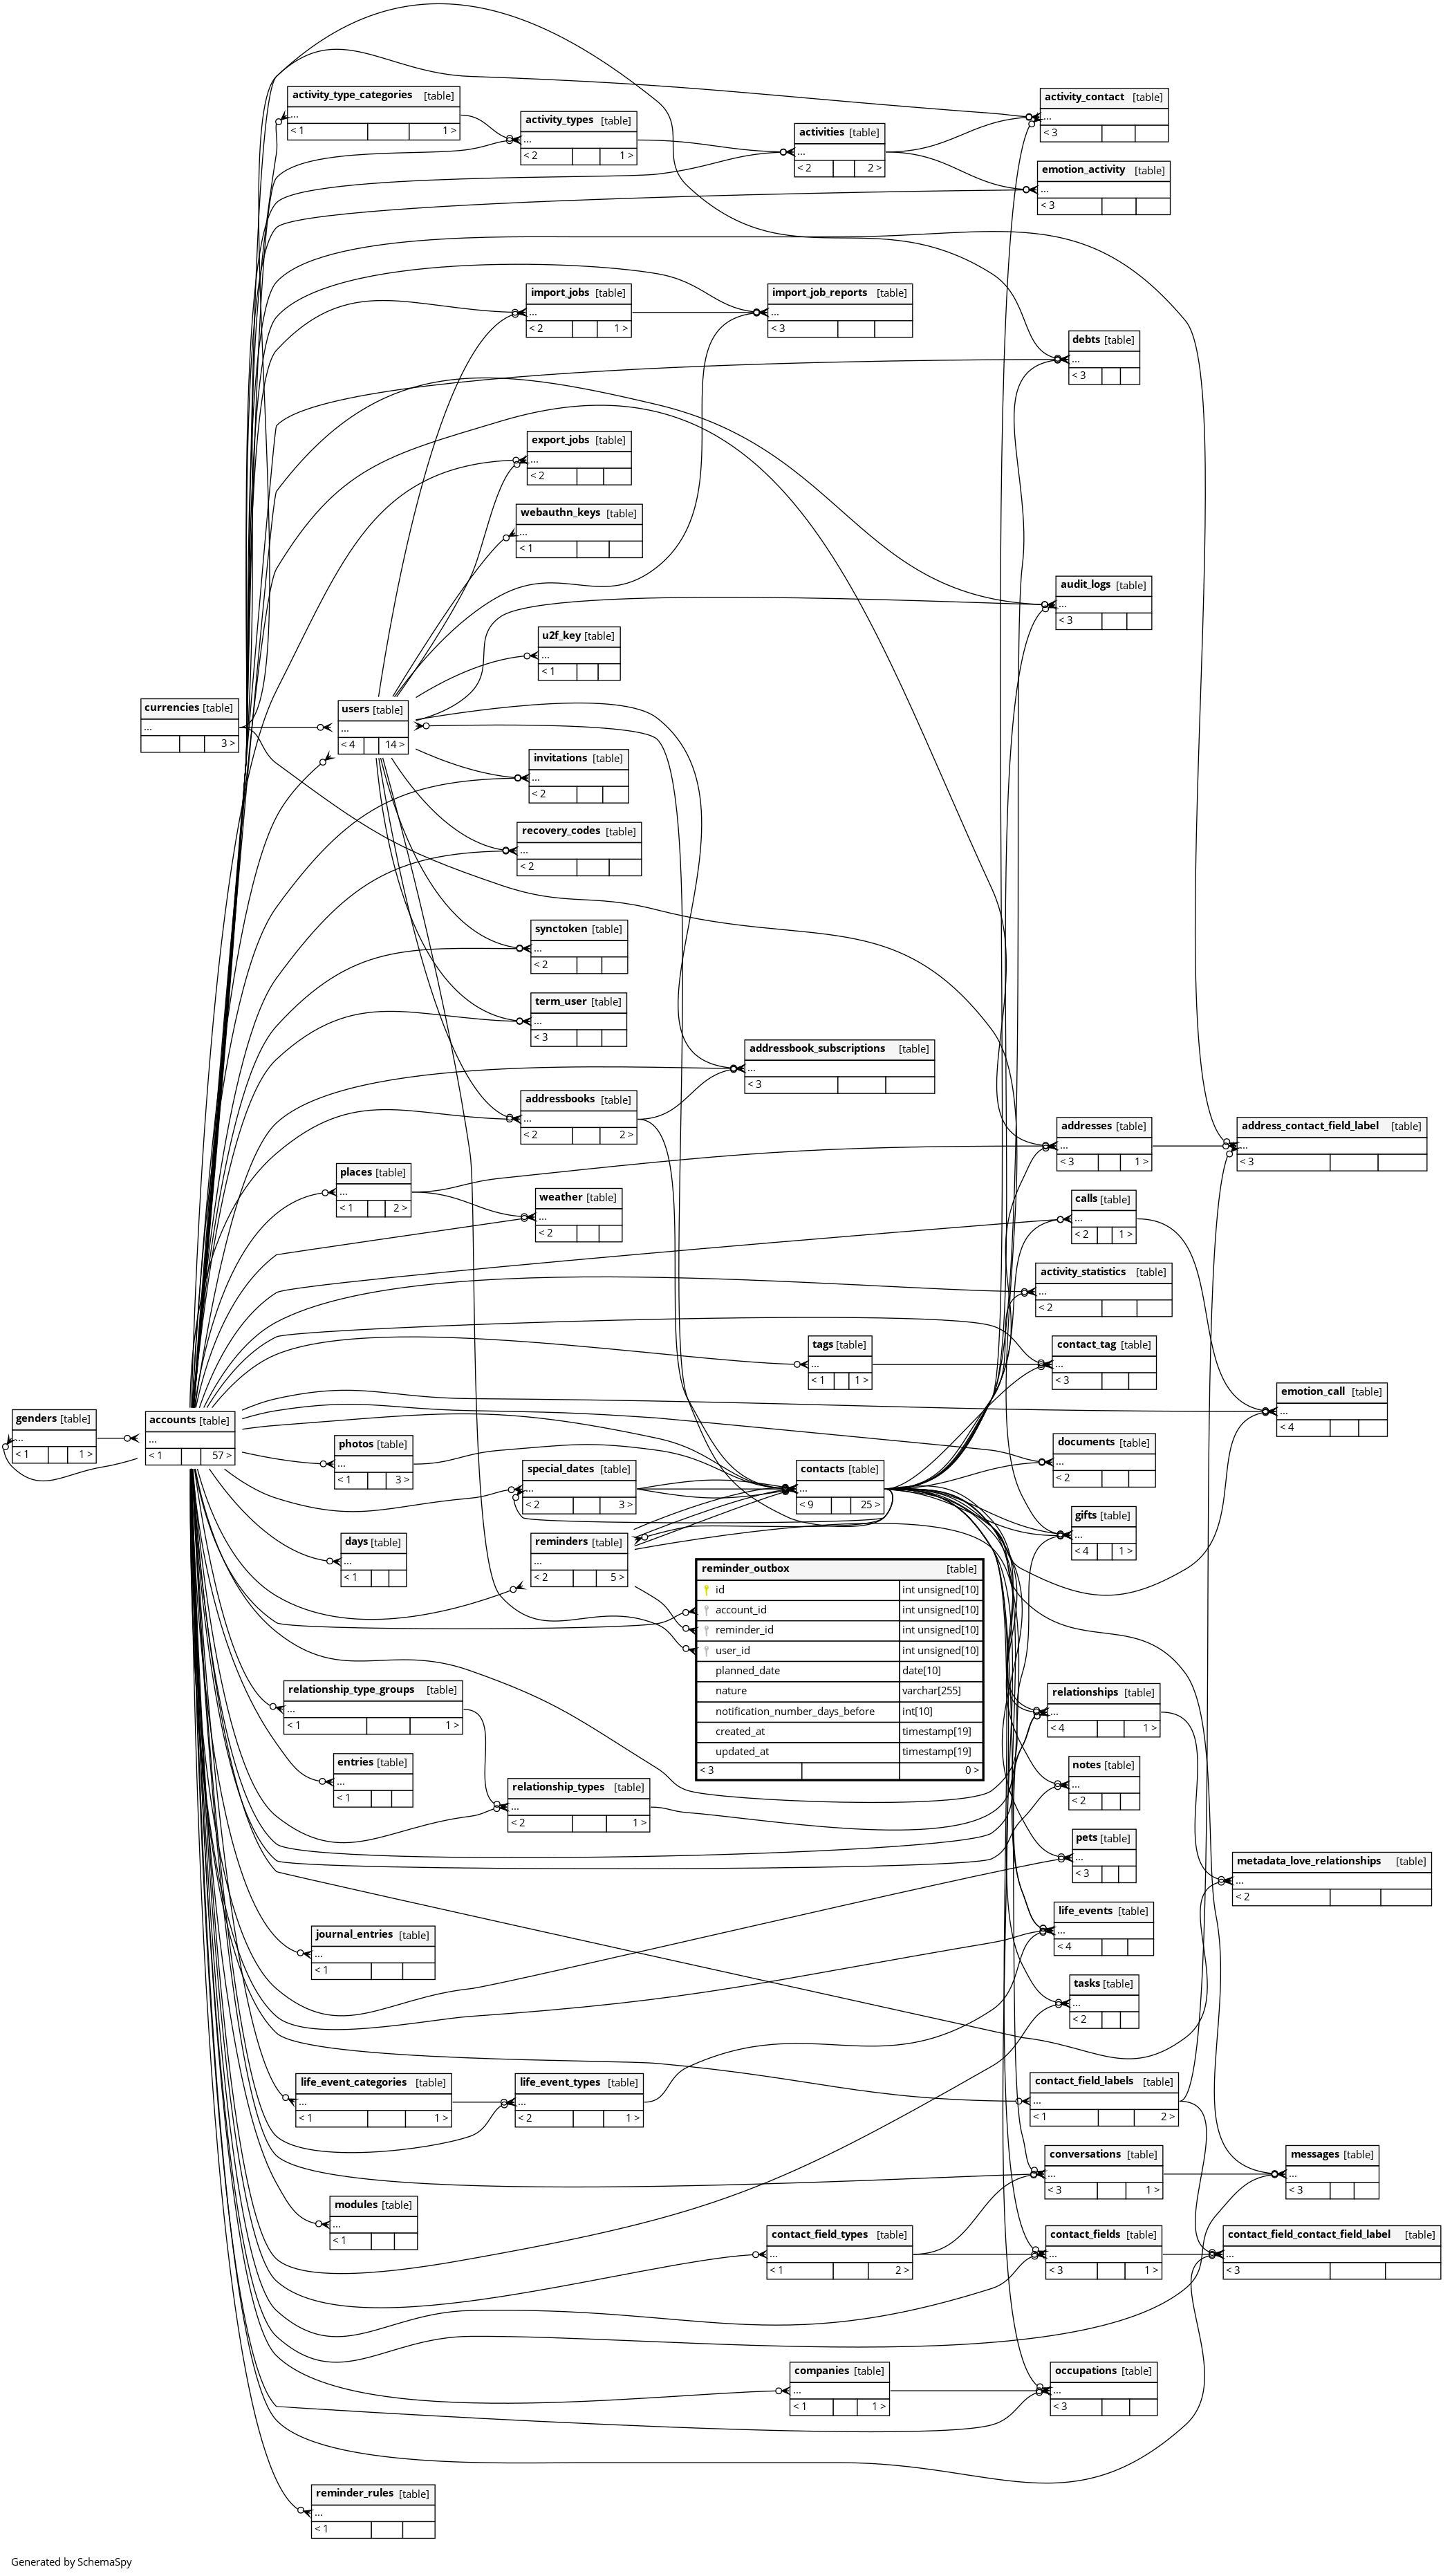 activity_type_categories [table]
...
< 1 1 >
activity_types [table]
...
< 2 1 >
activities [table]
...
< 2 2 >
activity_contact [table]
...
< 3
emotion_activity [table]
...
< 3
import_jobs [table]
...
< 2 1 >
import_job_reports [table]
...
< 3
debts [table]
...
< 3
export_jobs [table]
...
< 2
webauthn_keys [table]
...
< 1
audit_logs [table]
...
< 3
u2f_key [table]
...
< 1
currencies [table]
...
3 >
users [table]
...
< 4 14 >
invitations [table]
...
< 2
recovery_codes [table]
...
< 2
synctoken [table]
...
< 2
term_user [table]
...
< 3
addressbook_subscriptions [table]
...
< 3
addressbooks [table]
...
< 2 2 >
addresses [table]
...
< 3 1 >
address_contact_field_label [table]
...
< 3
places [table]
...
< 1 2 >
weather [table]
...
< 2
calls [table]
...
< 2 1 >
activity_statistics [table]
...
< 2
tags [table]
...
< 1 1 >
contact_tag [table]
...
< 3
emotion_call [table]
...
< 4
genders [table]
...
< 1 1 >
accounts [table]
...
< 1 57 >
photos [table]
...
< 1 3 >
documents [table]
...
< 2
special_dates [table]
...
< 2 3 >
contacts [table]
...
< 9 25 >
gifts [table]
...
< 4 1 >
days [table]
...
< 1
reminders [table]
...
< 2 5 >
reminder_outbox [table]
id int unsigned[10]
account_id int unsigned[10]
reminder_id int unsigned[10]
user_id int unsigned[10]
planned_date date[10]
nature varchar[255]
notification_number_days_before int[10]
created_at timestamp[19]
updated_at timestamp[19]
< 3 0 >
relationship_type_groups [table]
...
< 1 1 >
relationships [table]
...
< 4 1 >
entries [table]
...
< 1
notes [table]
...
< 2
relationship_types [table]
...
< 2 1 >
pets [table]
...
< 3
metadata_love_relationships [table]
...
< 2
life_events [table]
...
< 4
journal_entries [table]
...
< 1
tasks [table]
...
< 2
life_event_categories [table]
...
< 1 1 >
life_event_types [table]
...
< 2 1 >
contact_field_labels [table]
...
< 1 2 >
conversations [table]
...
< 3 1 >
messages [table]
...
< 3
modules [table]
...
< 1
contact_field_types [table]
...
< 1 2 >
contact_fields [table]
...
< 3 1 >
contact_field_contact_field_label [table]
...
< 3
companies [table]
...
< 1 1 >
occupations [table]
...
< 3
reminder_rules [table]
...
< 1
Generated by SchemaSpy